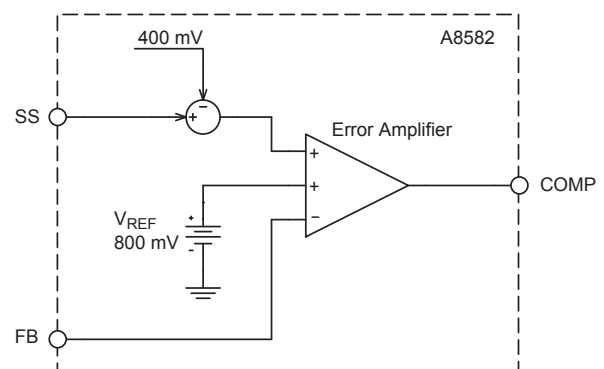 400 mV
A8582
−
SS
+
Error Amplifier
+
+
COMP
+
VREF
800 mV
-
−
FB